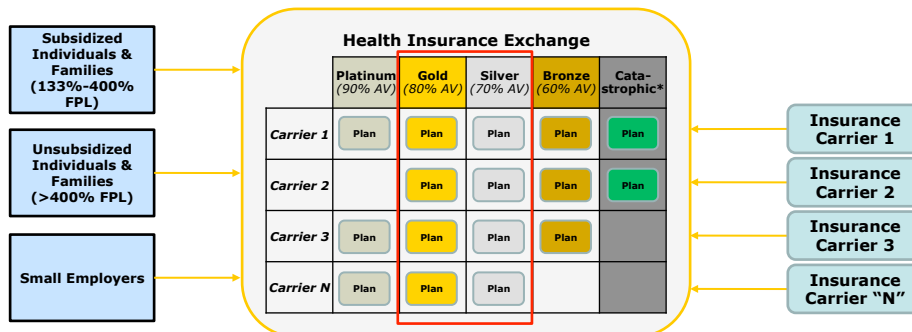 Subsidized
Individuals &
Families
(133%-400%
FPL)
Unsubsidized
Individuals &
Families
(>400% FPL)
Small Employers
Health Insurance Exchange
Platinum Gold Silver Bronze Cata-
(90% AV) (80% AV) (70% AV) (60% AV) strophic*
Carrier 1 Plan Plan Plan Plan Plan
Carrier 2 Plan Plan Plan Plan
Carrier 3 Plan Plan Plan Plan
Carrier N Plan Plan Plan
Insurance
Carrier 1
Insurance
Carrier 2
Insurance
Carrier 3
Insurance
Carrier “N”